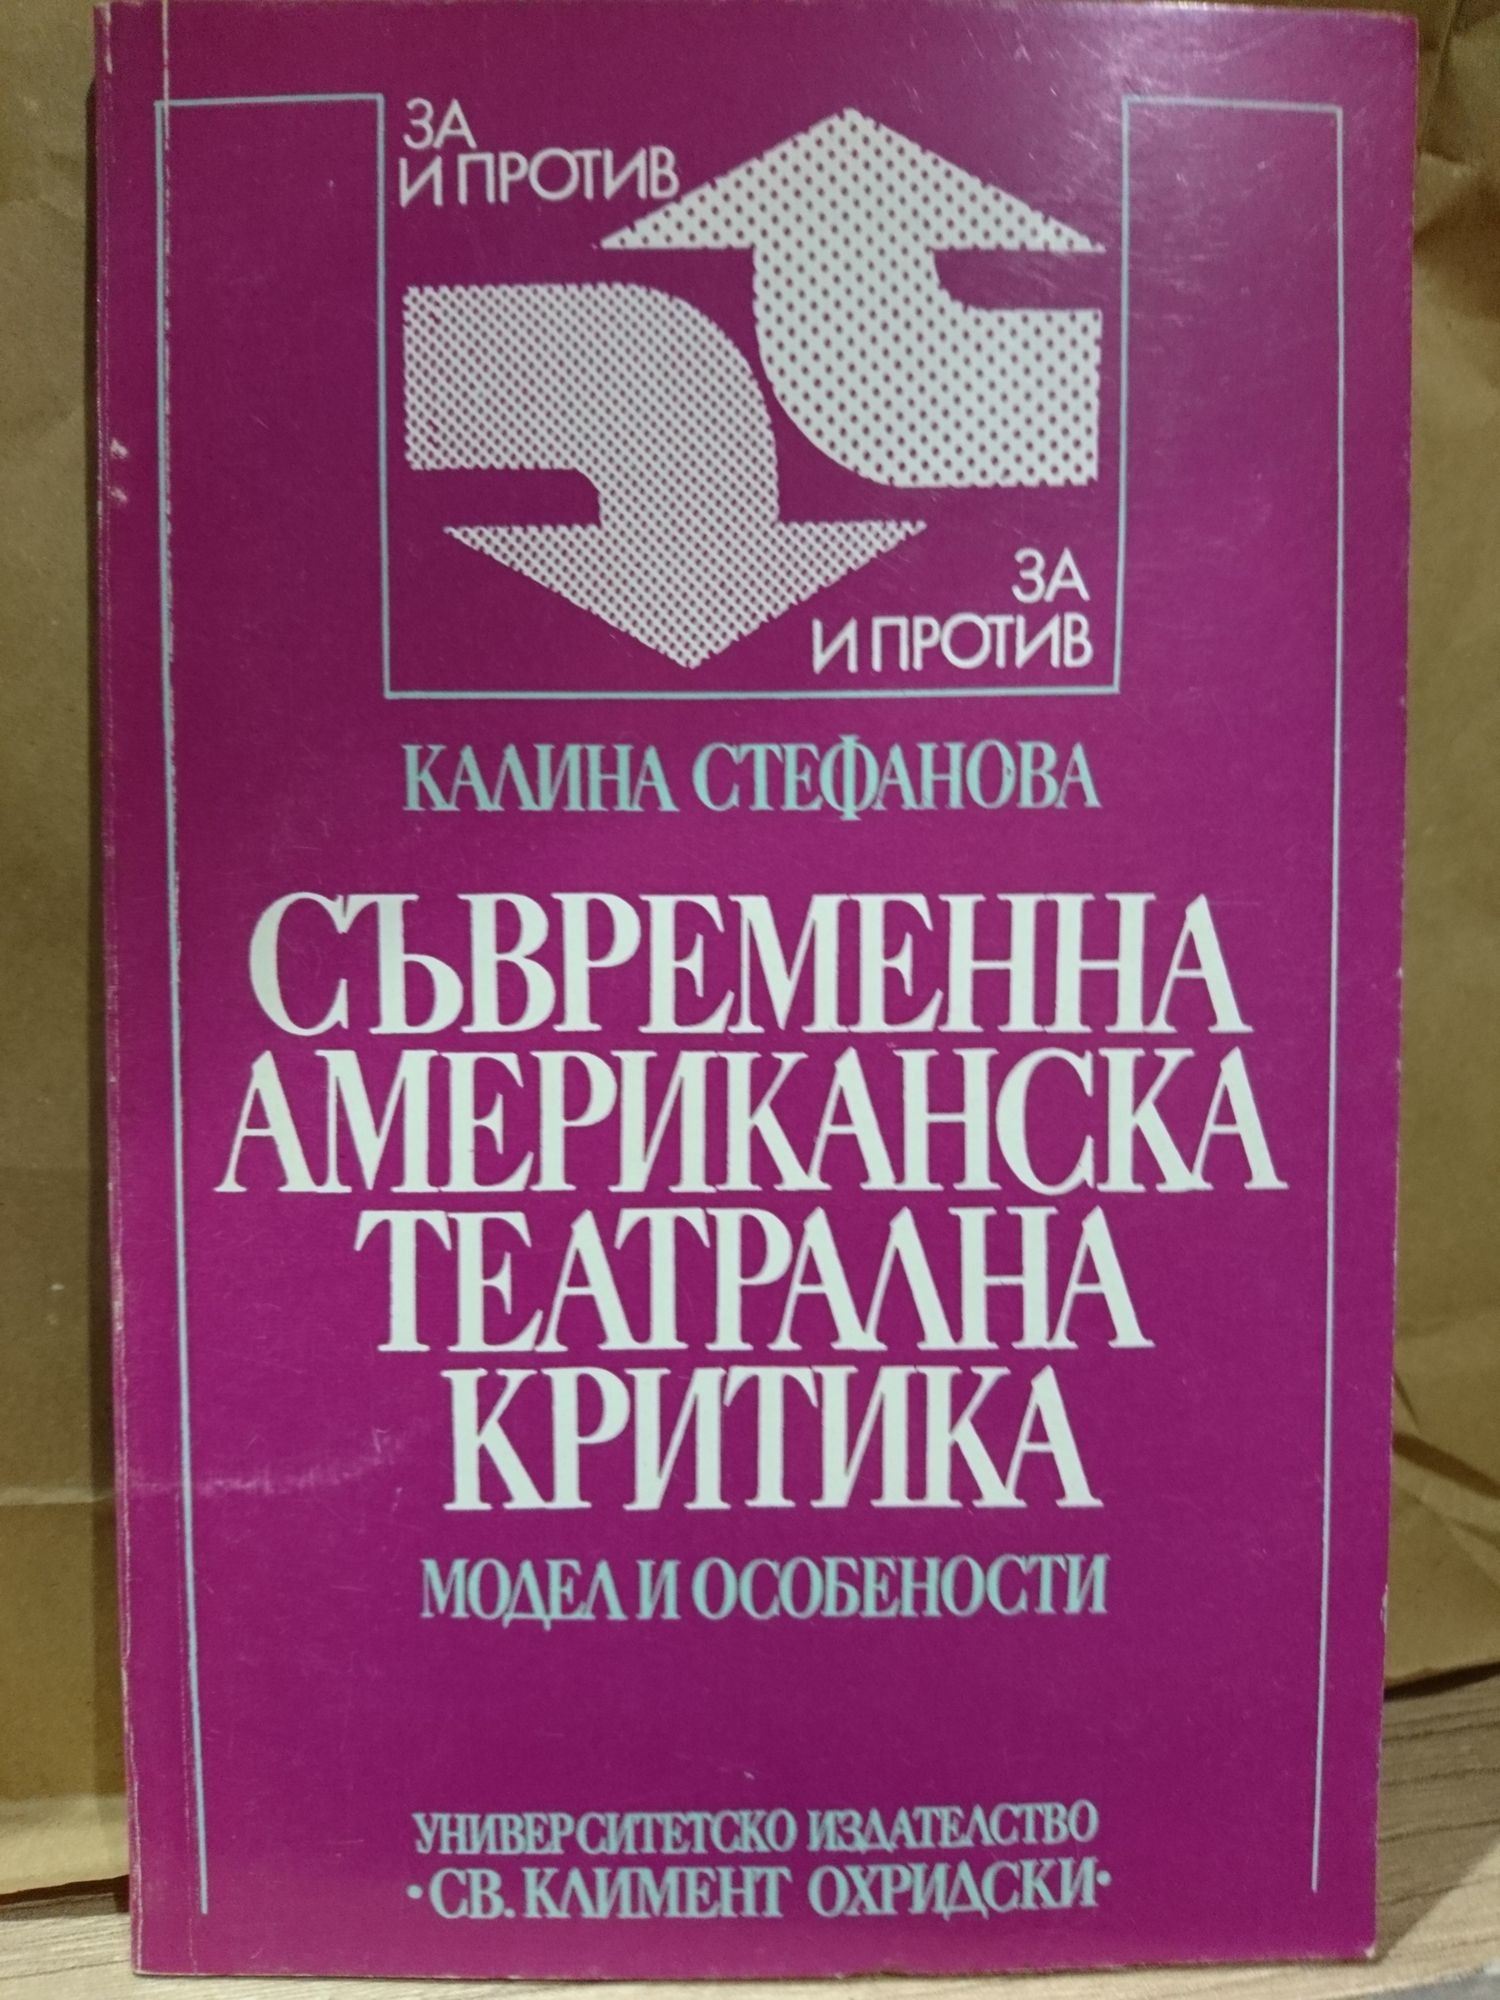 ЗА
И ПРОТИВ
ЗА
И ПРОТИВ
КАЛИНА СТЕФАНОВА
СЪВРЕМЕННА
АМЕРИКАНСКА
ТЕАТРАЛНА
КРИТИКА
МОДЕЛ И ОСОБЕНОСТИ
УНИВЕРСИТЕТСКО ИЗДАТЕЛСТВО
• СВ. КЛИМЕНТ ОХРИДСКИ •